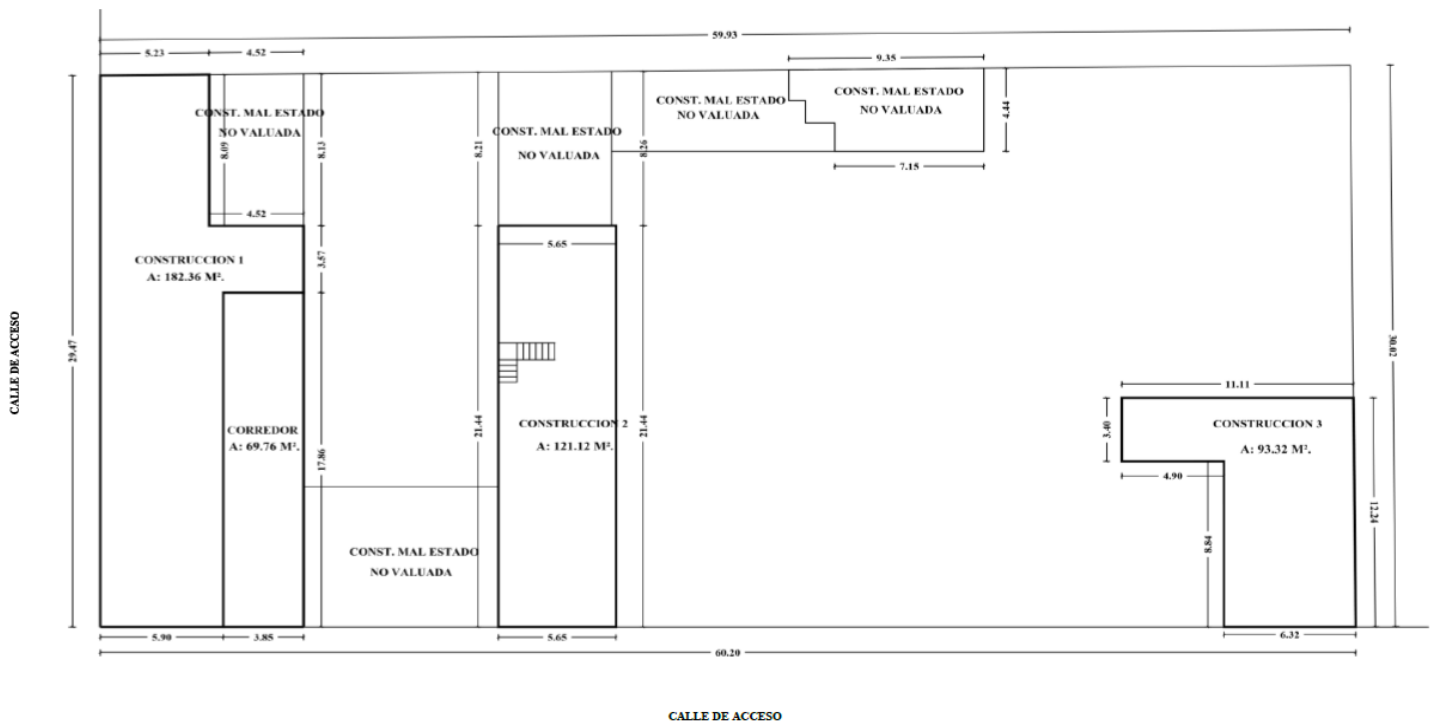 59.93
5.23
4.52
9.35
CONST. MAL ESTADO
NO VALUADA
8.09
8.13
8.21
CONST. MAL ESTADO
NO VALUADA
8.26
CONST. MAL ESTADO
NO VALUADA
CONST. MAL ESTADO
NO VALUADA
4.44
7.15
4.52
5.65
3.57
CONSTRUCCION 1
A: 182.36 M².
CALLE DE ACCESO
29.47
30.02
11.11
3.40
CONSTRUCCION 3
A: 93.32 M².
4.90
12.24
8.84
CORREDOR
A: 69.76 M².
17.86
21.44
CONSTRUCCION 2
A: 121.12 M².
21.44
CONST. MAL ESTADO
NO VALUADA
5.90
3.85
5.65
6.32
60.20
CALLE DE ACCESO